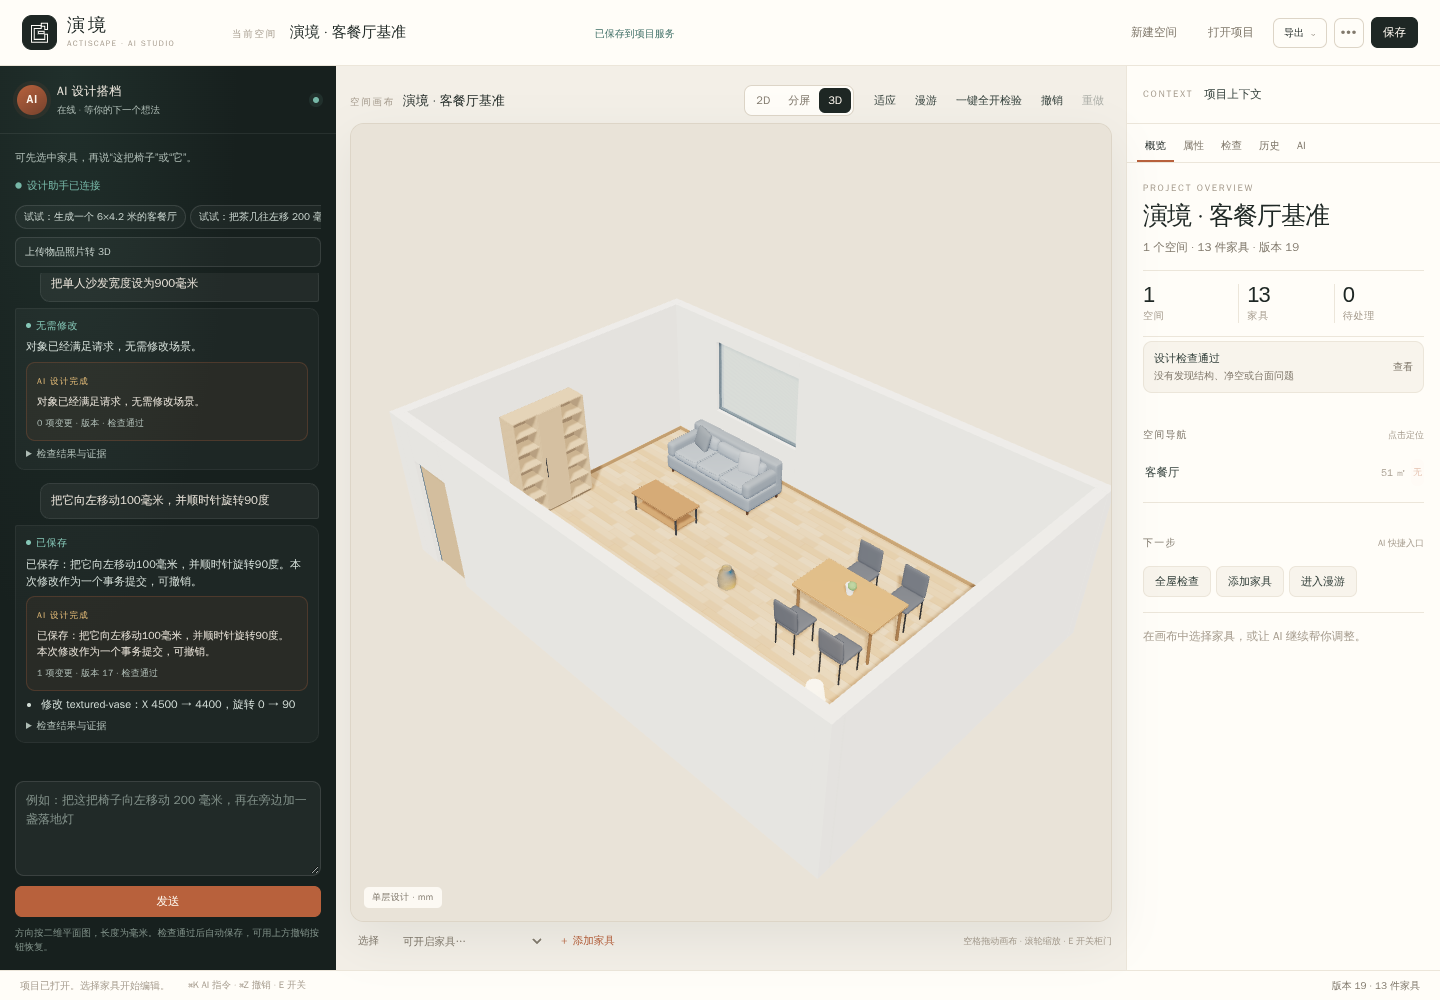 演境
ACTISCAPE · AI STUDIO
当前空间 演境 · 客餐厅基准
已保存到项目服务
新建空间 打开项目 导出 保存
AI
AI 设计搭档
在线 · 等你的下一个想法
可先选中家具，再说“这把椅子”或“它”。
设计助手已连接
试试：生成一个 6×4.2 米的客餐厅 试试：把茶几往左移 200 毫
上传物品照片转 3D
把单人沙发宽度设为900毫米
无需修改
对象已经满足请求，无需修改场景。
AI 设计完成
对象已经满足请求，无需修改场景。
0 项变更 · 版本 · 检查通过
检查结果与证据
把它向左移动100毫米，并顺时针旋转90度
已保存
已保存：把它向左移动100毫米，并顺时针旋转90度。本
次修改作为一个事务提交，可撤销。
AI 设计完成
已保存：把它向左移动100毫米，并顺时针旋转90度。
本次修改作为一个事务提交，可撤销。
1 项变更 · 版本 17 · 检查通过
修改 textured-vase：X 4500 → 4400，旋转 0 → 90
检查结果与证据
例如：把这把椅子向左移动 200 毫米，再在旁边加一
盏落地灯
发送
方向按二维平面图，长度为毫米。检查通过后自动保存，可用上方撤销按
钮恢复。
空间画布 演境 · 客餐厅基准
2D 分屏 3D 适应 漫游 一键全开检验 撤销 重做
单层设计 · mm
选择 可开启家具… + 添加家具
空格拖动画布 · 滚轮缩放 · E 开关柜门
CONTEXT 项目上下文
概览 属性 检查 历史 AI
PROJECT OVERVIEW
演境 · 客餐厅基准
1 个空间 · 13 件家具 · 版本 19
1 13 0
空间 家具 待处理
设计检查通过
没有发现结构、净空或台面问题
查看
空间导航 点击定位
客餐厅 51 ㎡ 无
下一步 AI 快捷入口
全屋检查 添加家具 进入漫游
在画布中选择家具，或让 AI 继续帮你调整。
项目已打开。选择家具开始编辑。 ⌘K AI 指令 · ⌘Z 撤销 · E 开关
版本 19 · 13 件家具